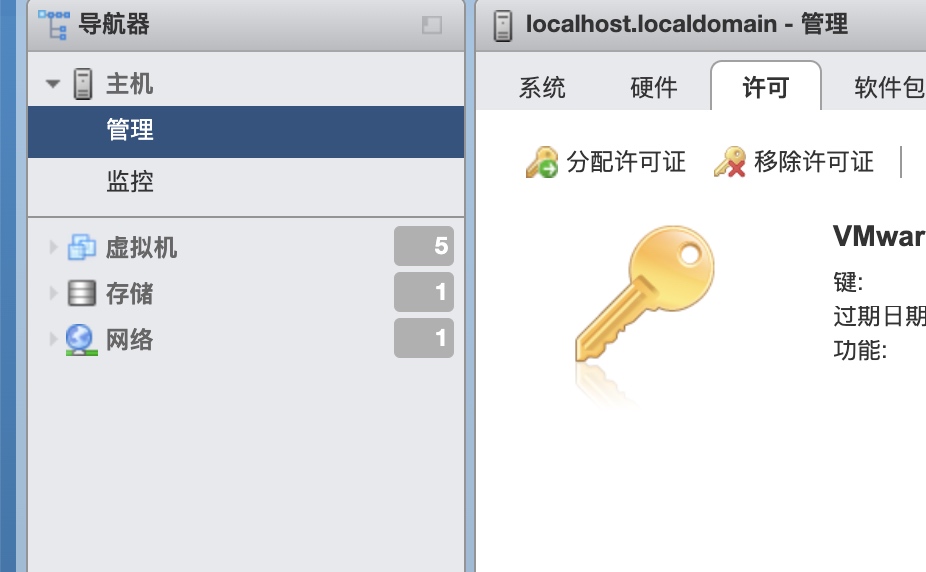 导航器
主机
管理
监控
虚拟机 5
存储 1
网络 1
localhost.localdomain - 管理
系统 硬件 许可 软件包
分配许可证 移除许可证
VMwar
键:
过期日期
功能: